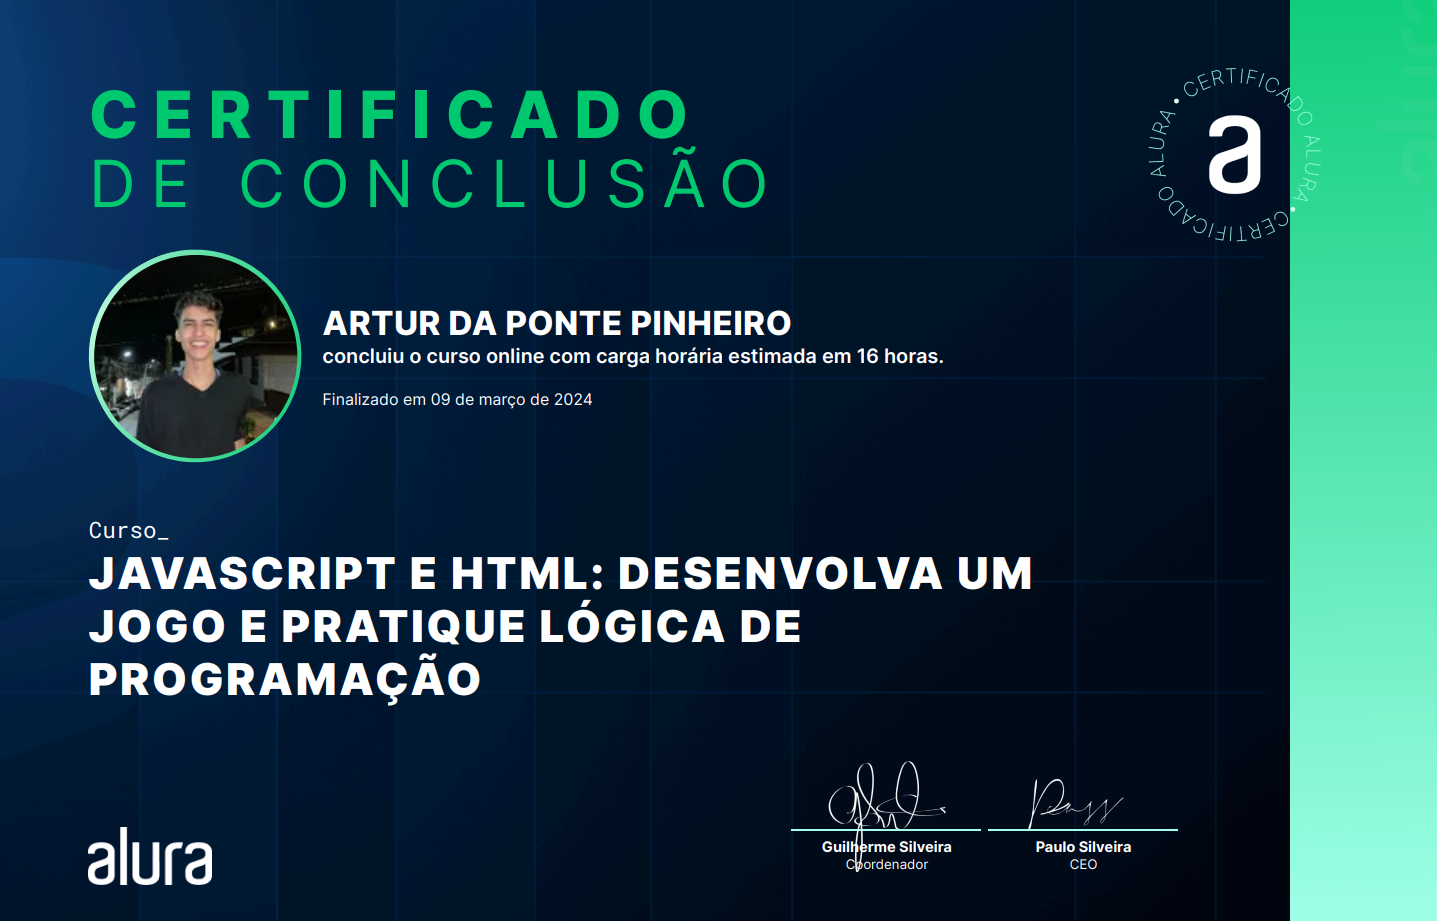 CERTIFICADO
DE CONCLUSÃO
CERTIFICADO ALURA • CERTIFICADO ALURA •
a
ARTUR DA PONTE PINHEIRO
concluiu o curso online com carga horária estimada em 16 horas.
Finalizado em 09 de março de 2024
Curso_
JAVASCRIPT E HTML: DESENVOLVA UM
JOGO E PRATIQUE LÓGICA DE
PROGRAMAÇÃO
Guilherme Silveira
Coordenador
Paulo Silveira
CEO
alura